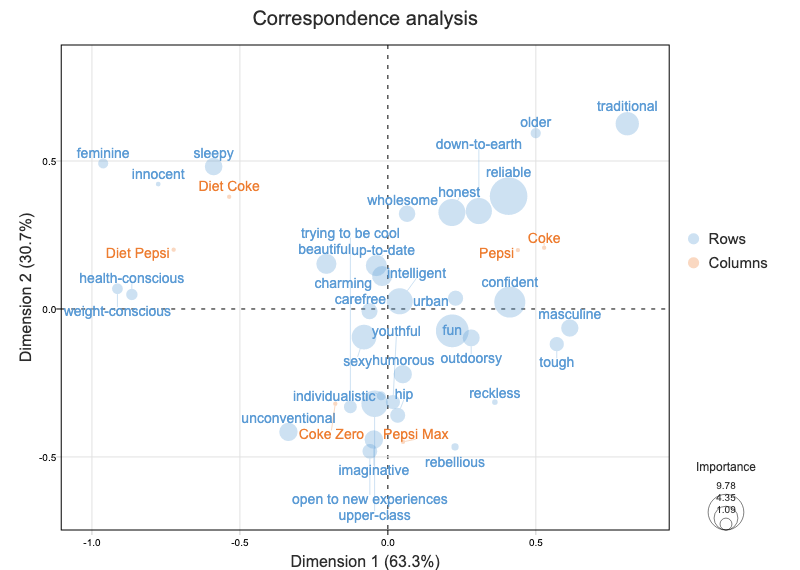 Correspondence analysis
traditional
older
down-to-earth
feminine
sleepy
innocent
reliable
Diet Coke
honest
wholesome
trying to be cool
Coke
beautiful
up-to-date
Diet Pepsi
Pepsi
health-conscious
intelligent
charming
confident
carefree
urban
weight-conscious
masculine
youthful
fun
sexy
humorous
outdoorsy
tough
individualistic
hip
reckless
unconventional
Coke Zero
Pepsi Max
imaginative
rebellious
open to new experiences
upper-class
0.5
0.0
-0.5
Dimension 2 (30.7%)
-1.0
-0.5
0.0
0.5
Dimension 1 (63.3%)
Rows
Columns
Importance
9.78
4.35
1.09